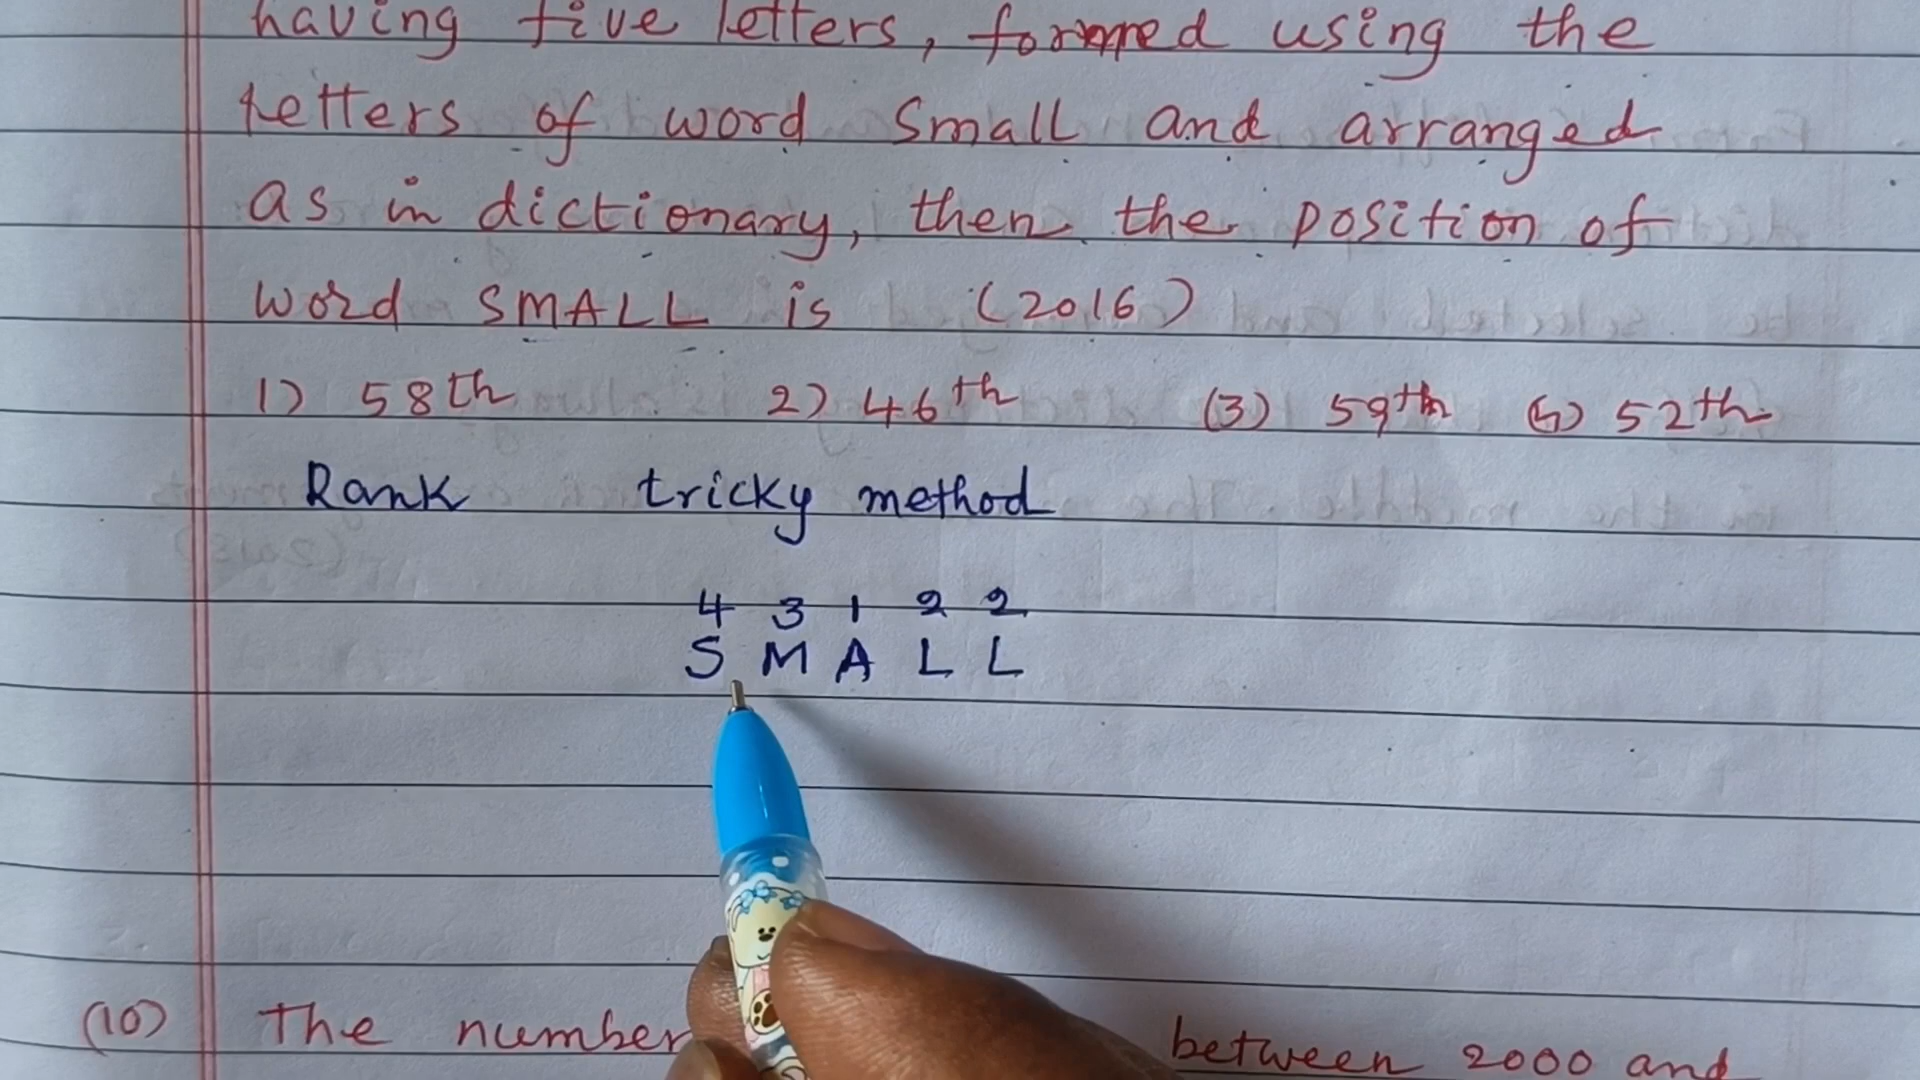 having five letters, formed using the
letters of word Small and arranged
as in dictionary, then the position of
word SMALL is (2016)
1) 58th 2) 46th (3) 59th (4) 52th
Rank tricky method
4 3 1 2 2
S M A L L
(10) The number between 2000 and